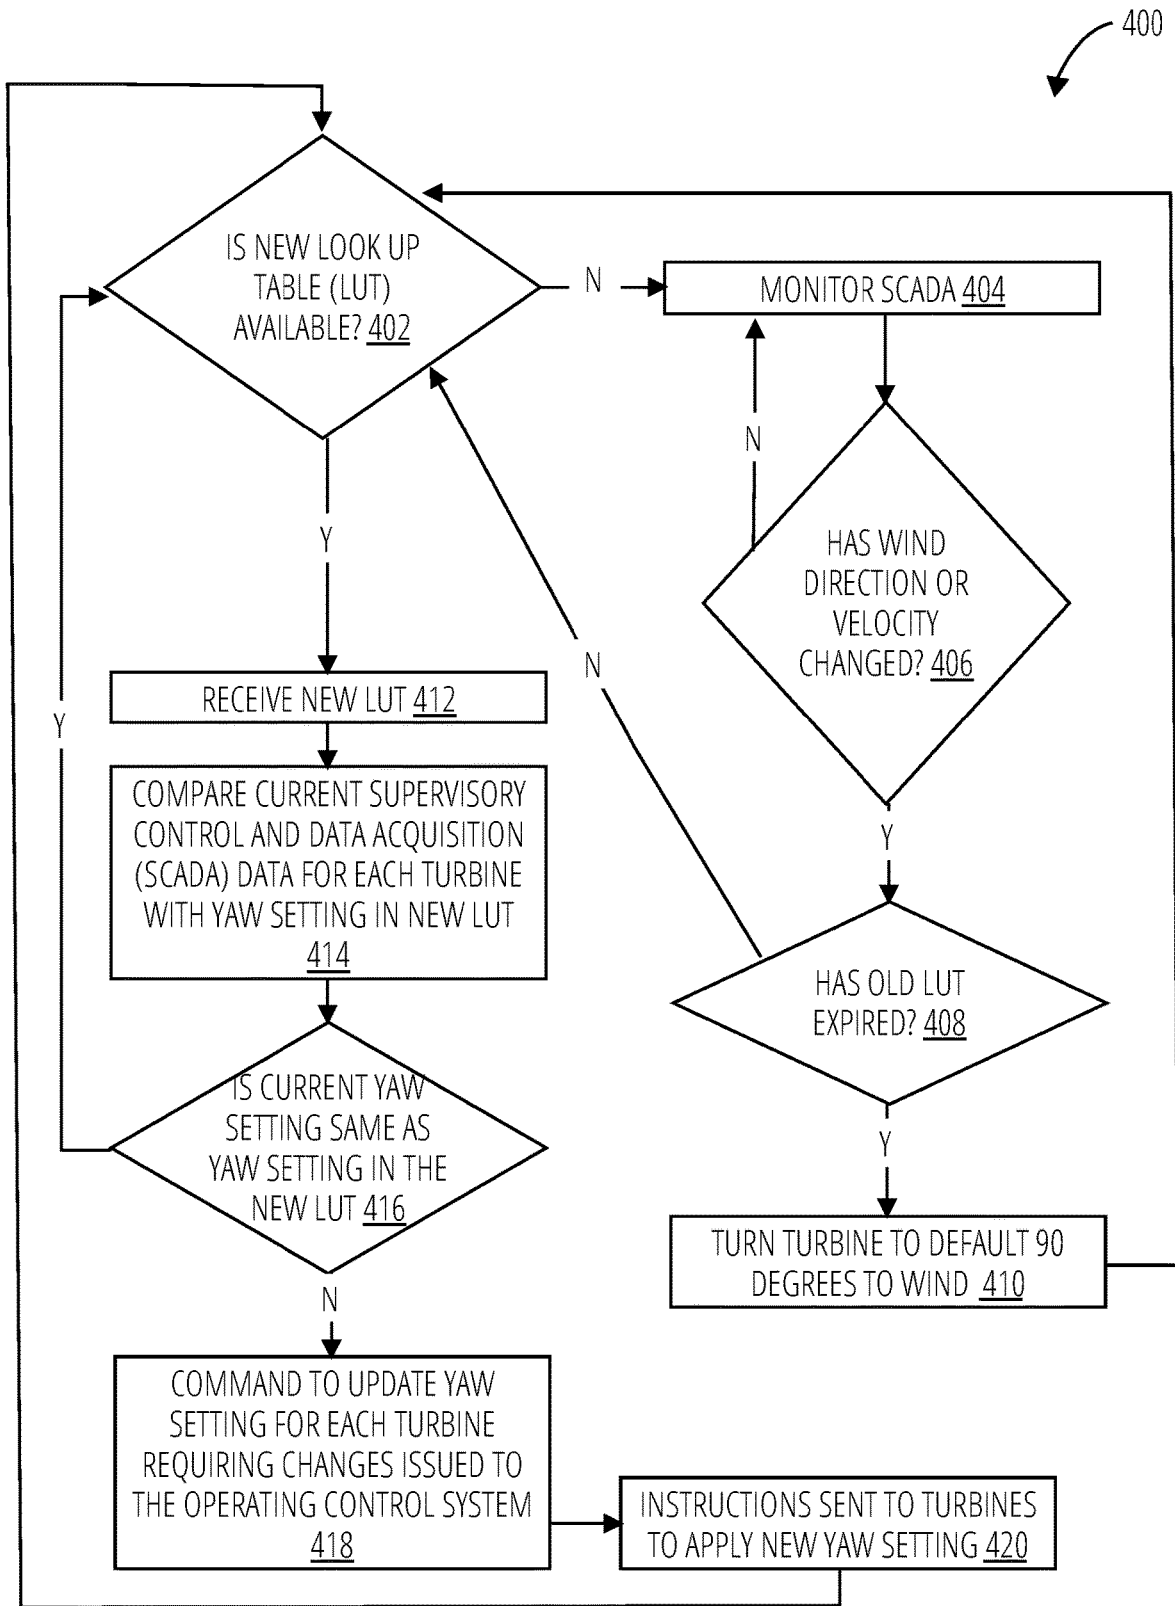 400
IS NEW LOOK UP
TABLE (LUT)
AVAILABLE? 402
N
MONITOR SCADA 404
N
HAS WIND
DIRECTION OR
VELOCITY
CHANGED? 406
Y
N
Y
RECEIVE NEW LUT 412
Y
COMPARE CURRENT SUPERVISORY
CONTROL AND DATA ACQUISITION
(SCADA) DATA FOR EACH TURBINE
WITH YAW SETTING IN NEW LUT
414
HAS OLD LUT
EXPIRED? 408
IS CURRENT YAW
SETTING SAME AS
YAW SETTING IN THE
NEW LUT 416
Y
TURN TURBINE TO DEFAULT 90
DEGREES TO WIND 410
N
COMMAND TO UPDATE YAW
SETTING FOR EACH TURBINE
REQUIRING CHANGES ISSUED TO
THE OPERATING CONTROL SYSTEM
418
INSTRUCTIONS SENT TO TURBINES
TO APPLY NEW YAW SETTING 420